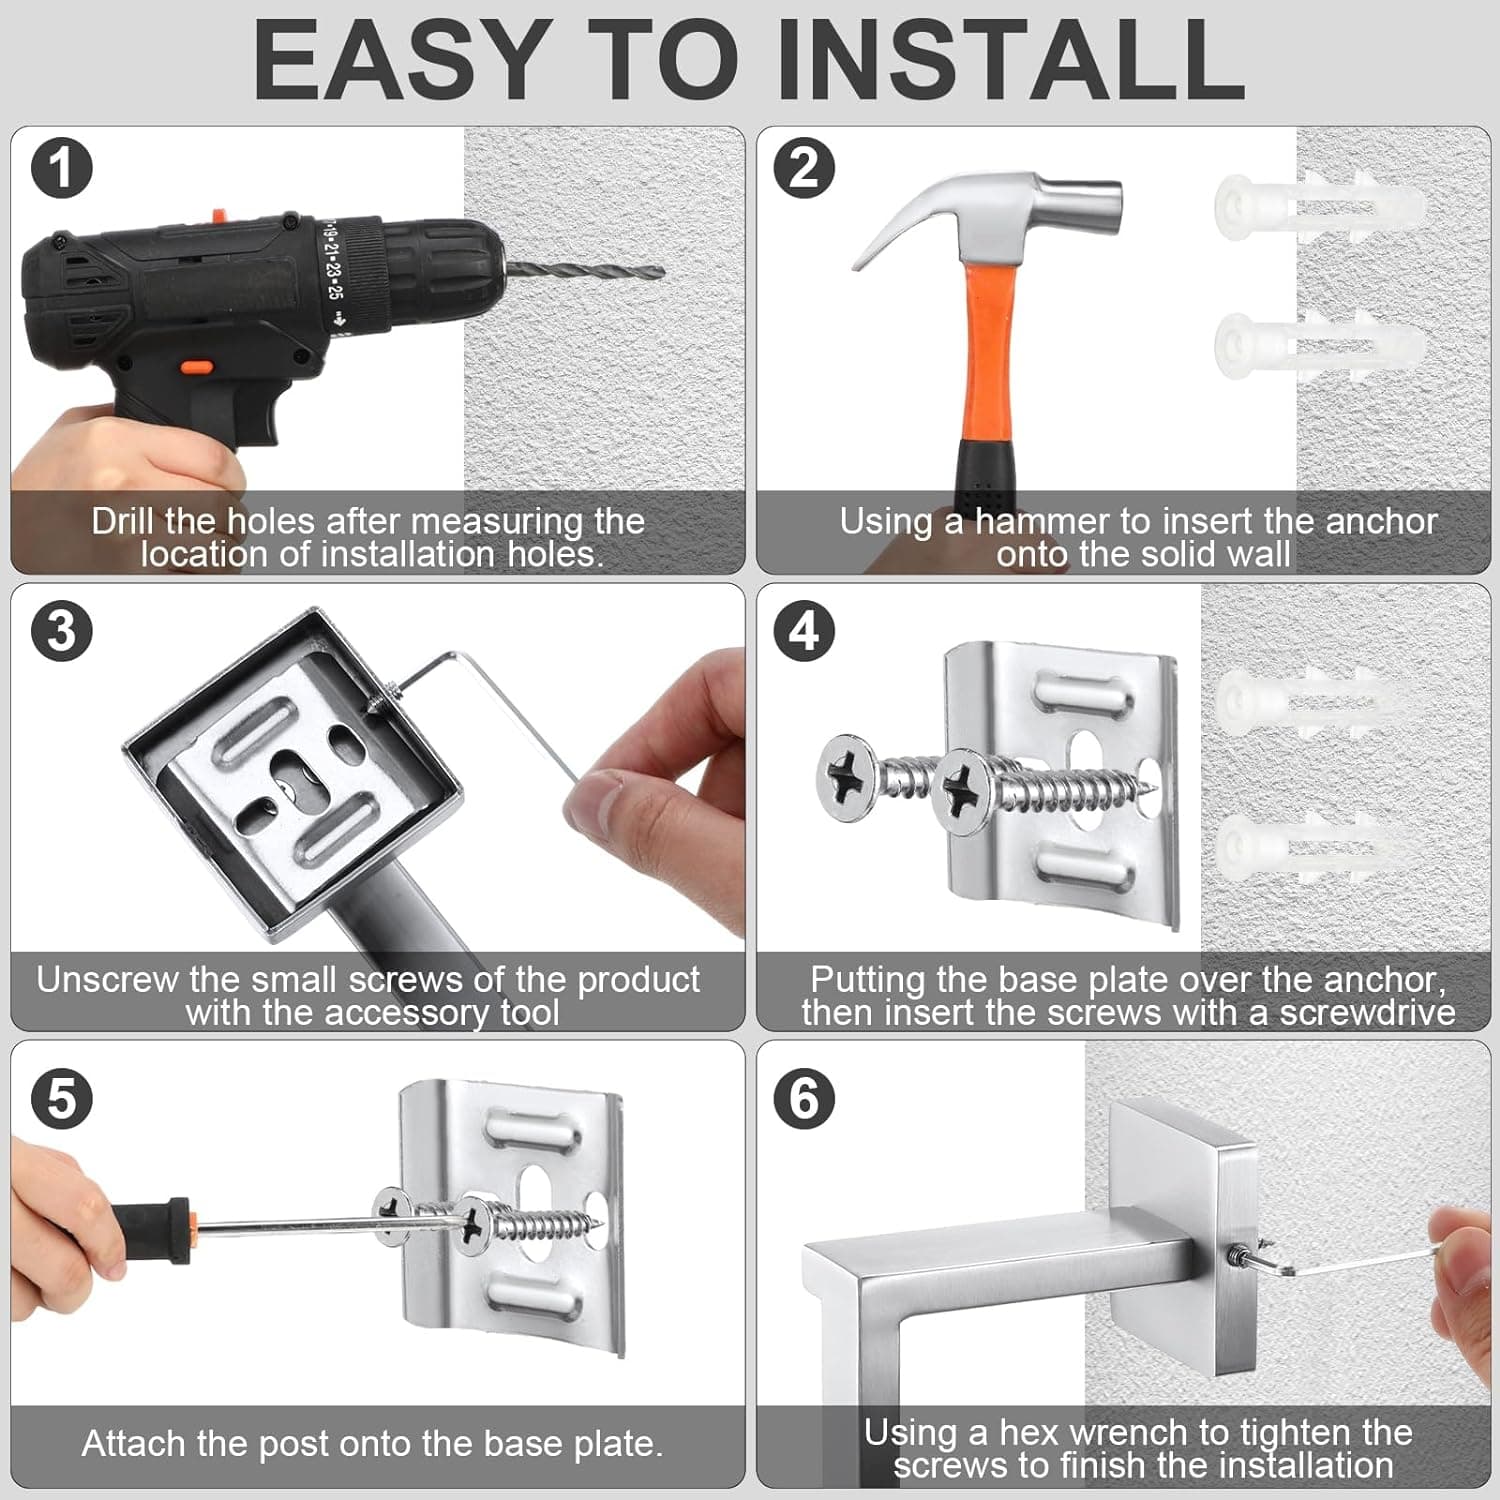 EASY TO INSTALL
1
17■19■21■23■25
Drill the holes after measuring the
location of installation holes.
2
Using a hammer to insert the anchor
onto the solid wall
3
Unscrew the small screws of the product
with the accessory tool
4
Putting the base plate over the anchor,
then insert the screws with a screwdrive
5
Attach the post onto the base plate.
6
Using a hex wrench to tighten the
screws to finish the installation